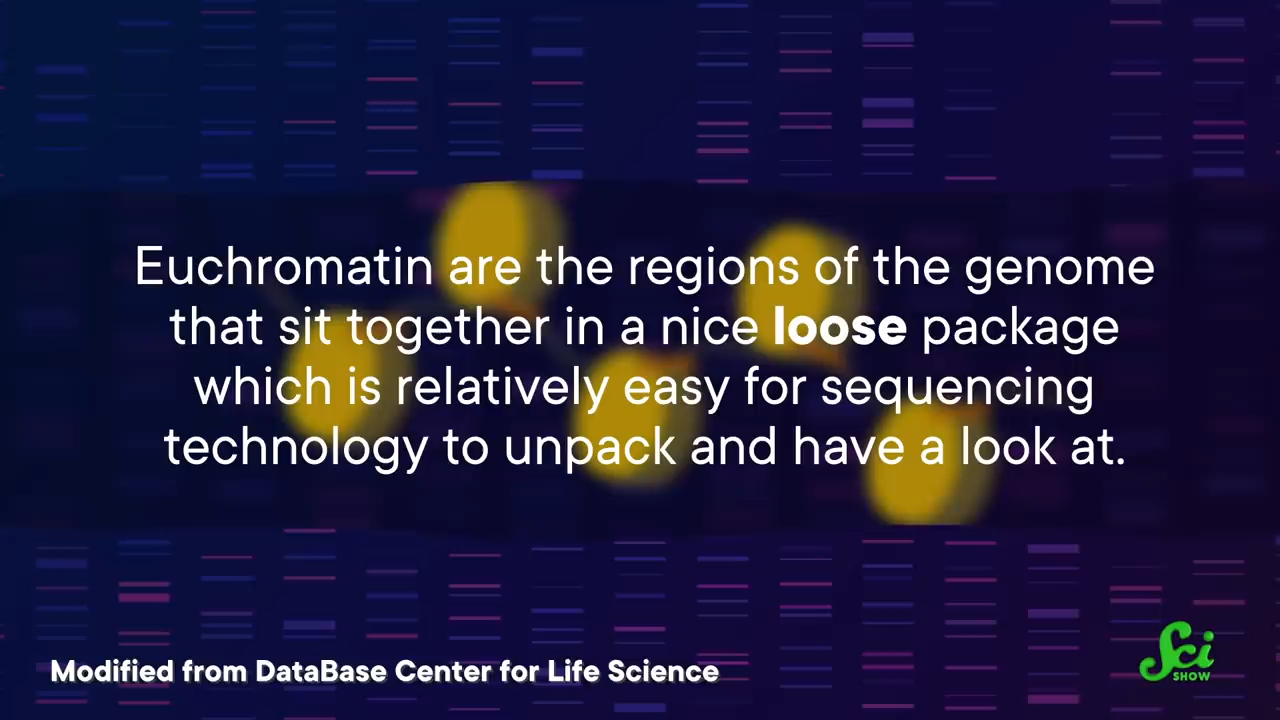 Euchromatin are the regions of the genome
that sit together in a nice loose package
which is relatively easy for sequencing
technology to unpack and have a look at.
Modified from DataBase Center for Life Science
Sci
SHOW